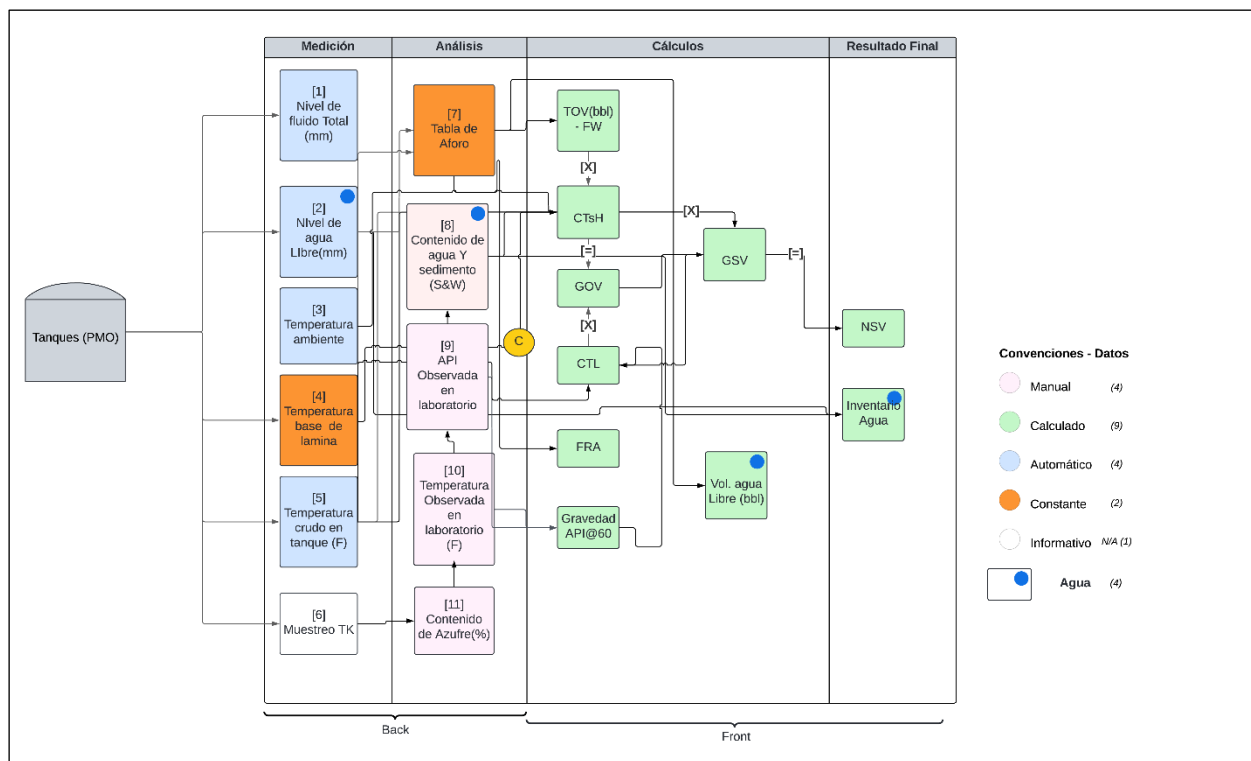 Medición
Análisis
Cálculos
Resultado Final
Tanques (PMO)
[1]
Nivel de
fluido Total
(mm)
[2]
NIvel de
agua
LIbre(mm)
[3]
Temperatura
ambiente
[4]
Temperatura
base de
lamina
[5]
Temperatura
crudo en
tanque (F)
[6]
Muestreo TK
[7]
Tabla de
Aforo
[8]
Contenido de
agua Y
sedimento
(S&W)
[9]
API
Observada
en
laboratorio
[10]
Temperatura
Observada
en
laboratorio
(F)
[11]
Contenido
de Azufre(%)
C
TOV(bbl)
- FW
[X]
CTsH
[=]
GOV
[X]
CTL
FRA
Gravedad
API@60
[X]
GSV
[=]
Vol. agua
Libre (bbl)
NSV
Inventario
Agua
Back
Front
Convenciones - Datos
Manual (4)
Calculado (9)
Automático (4)
Constante (2)
Informativo N/A (1)
Agua (4)